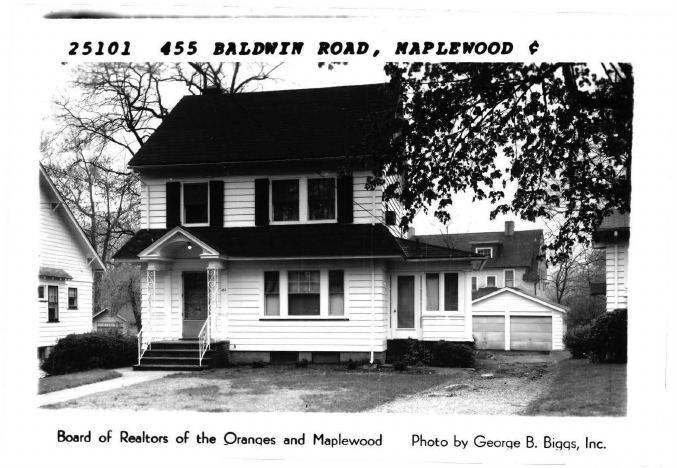 25101 455 BALDWIN ROAD, MAPLEWOOD ¢
Board of Realtors of the Oranges and Maplewood Photo by George B. Biggs, Inc.